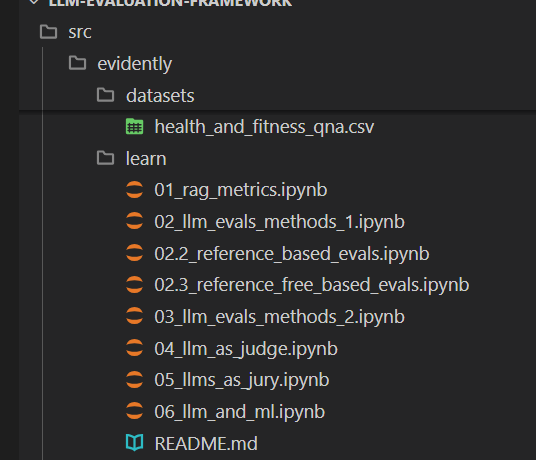 LLM-EVALUATION-FRAMEWORK
src
evidently
datasets
health_and_fitness_qna.csv
learn
01_rag_metrics.ipynb
02_llm_evals_methods_1.ipynb
02.2_reference_based_evals.ipynb
02.3_reference_free_based_evals.ipynb
03_llm_evals_methods_2.ipynb
04_llm_as_judge.ipynb
05_llms_as_jury.ipynb
06_llm_and_ml.ipynb
README.md